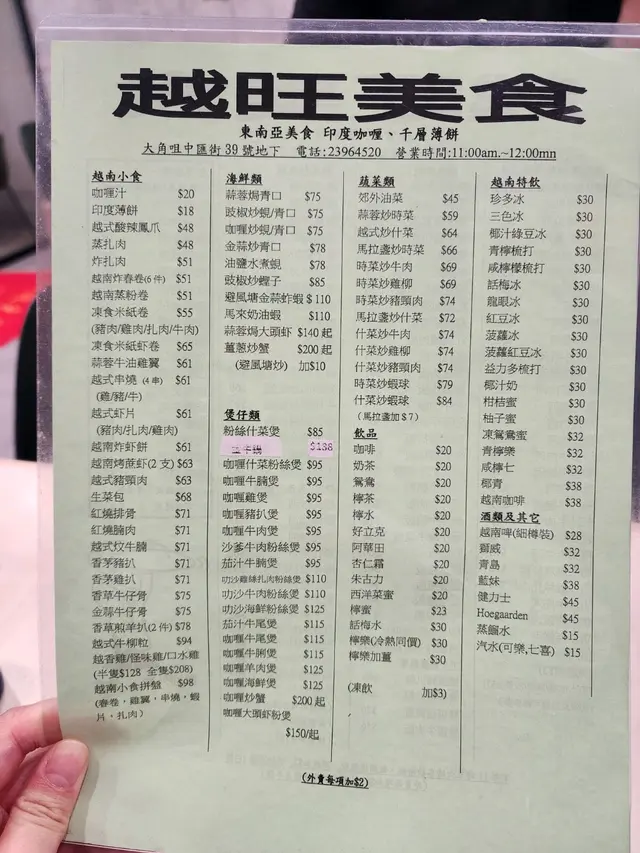 越旺美食
東南亞美食 印度咖喱、千層薄餅
大角咀中匯街39號地下 電話:23964520 營業時間:11:00am.~12:00mn
越南小食
咖喱汁 $20
印度薄餅 $18
越式酸辣鳳爪 $48
蒸扎肉 $48
炸扎肉 $51
越南炸春卷(6件) $51
越南蒸粉卷 $51
凍食米紙卷 $55
(豬肉/雞肉/扎肉/牛肉)
凍食米紙蝦卷 $65
蒜蓉牛油雞翼 $61
越式串燒 (4串) $61
(雞/豬/牛)
越式蝦片 $61
(豬肉/扎肉/雞肉)
越南炸蝦餅 $61
越南烤蔗蝦(2支) $63
越式豬頸肉 $63
生菜包 $68
紅燒排骨 $71
紅燒腩肉 $71
越式炆牛腩 $71
香茅豬扒 $71
香茅雞扒 $71
香草牛仔骨 $75
金蒜牛仔骨 $75
香草煎羊扒(2件) $78
越式牛柳粒 $94
越香雞/怪味雞/口水雞
(半隻$128 全隻$208)
越南小食拼盤 $98
(春卷，雞翼，串燒，蝦
片，扎肉)
海鮮類
蒜蓉焗青口 $75
豉椒炒蜆/青口 $75
咖喱炒蜆/青口 $75
金蒜炒青口 $78
油鹽水煮蜆 $78
豉椒炒蟶子 $85
避風塘金蒜炸蝦 $110
馬來奶油蝦 $110
蒜蓉焗大頭蝦 $140起
薑蔥炒蟹 $200起
(避風塘炒) 加$10
煲仔類
粉絲什菜煲 $85
$138
咖喱什菜粉絲煲 $95
咖喱牛腩煲 $95
咖喱雞煲 $95
咖喱豬扒煲 $95
咖喱牛肉煲 $95
沙爹牛肉粉絲煲 $95
茄汁牛腩煲 $95
叻沙雞絲扎肉粉絲煲 $110
叻沙牛肉粉絲煲 $110
叻沙海鮮粉絲煲 $125
茄汁牛尾煲 $115
咖喱牛尾煲 $115
咖喱牛脷煲 $115
咖喱羊肉煲 $125
咖喱海鮮煲 $125
咖喱炒蟹 $200起
咖喱大頭蝦粉煲
$150/起
蔬菜類
郊外油菜 $45
蒜蓉炒時菜 $59
越式炒什菜 $64
馬拉盞炒時菜 $66
時菜炒牛肉 $69
時菜炒雞柳 $69
時菜炒豬頸肉 $74
馬拉盞炒什菜 $72
什菜炒牛肉 $74
什菜炒雞柳 $74
什菜炒豬頸肉 $74
時菜炒蝦球 $79
什菜炒蝦球 $84
(馬拉盞加$7)
飲品
咖啡 $20
奶茶 $20
鴛鴦 $20
檸茶 $20
檸水 $20
好立克 $20
阿華田 $20
杏仁霜 $20
朱古力 $20
西洋菜蜜 $20
檸蜜 $23
話梅水 $30
檸樂(冷熱同價) $30
檸樂加薑 $30
(凍飲 加$3)
越南特飲
珍多冰 $30
三色冰 $30
椰汁綠豆冰 $30
青檸梳打 $30
咸檸檬梳打 $30
話梅冰 $30
龍眼冰 $30
紅豆冰 $30
菠蘿冰 $30
菠蘿紅豆冰 $30
益力多梳打 $30
椰汁奶 $30
柑桔蜜 $30
柚子蜜 $30
凍鴛鴦蜜 $32
青檸樂 $32
咸檸七 $32
椰青 $38
越南咖啡 $38
酒類及其它
越南啤(細樽裝) $28
獅威 $32
青島 $32
藍妹 $38
健力士 $45
Hoegaarden $45
蒸餾水 $15
汽水(可樂,七喜) $15
(外賣每項加$2)